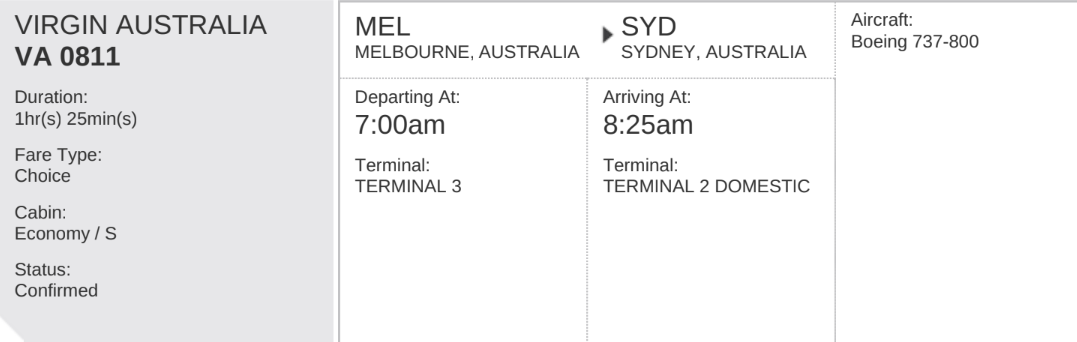 VIRGIN AUSTRALIA
VA 0811
Duration:
1hr(s) 25min(s)
Fare Type:
Choice
Cabin:
Economy / S
Status:
Confirmed
MEL
MELBOURNE, AUSTRALIA
SYD
SYDNEY, AUSTRALIA
Departing At:
7:00am
Terminal:
TERMINAL 3
Arriving At:
8:25am
Terminal:
TERMINAL 2 DOMESTIC
Aircraft:
Boeing 737-800